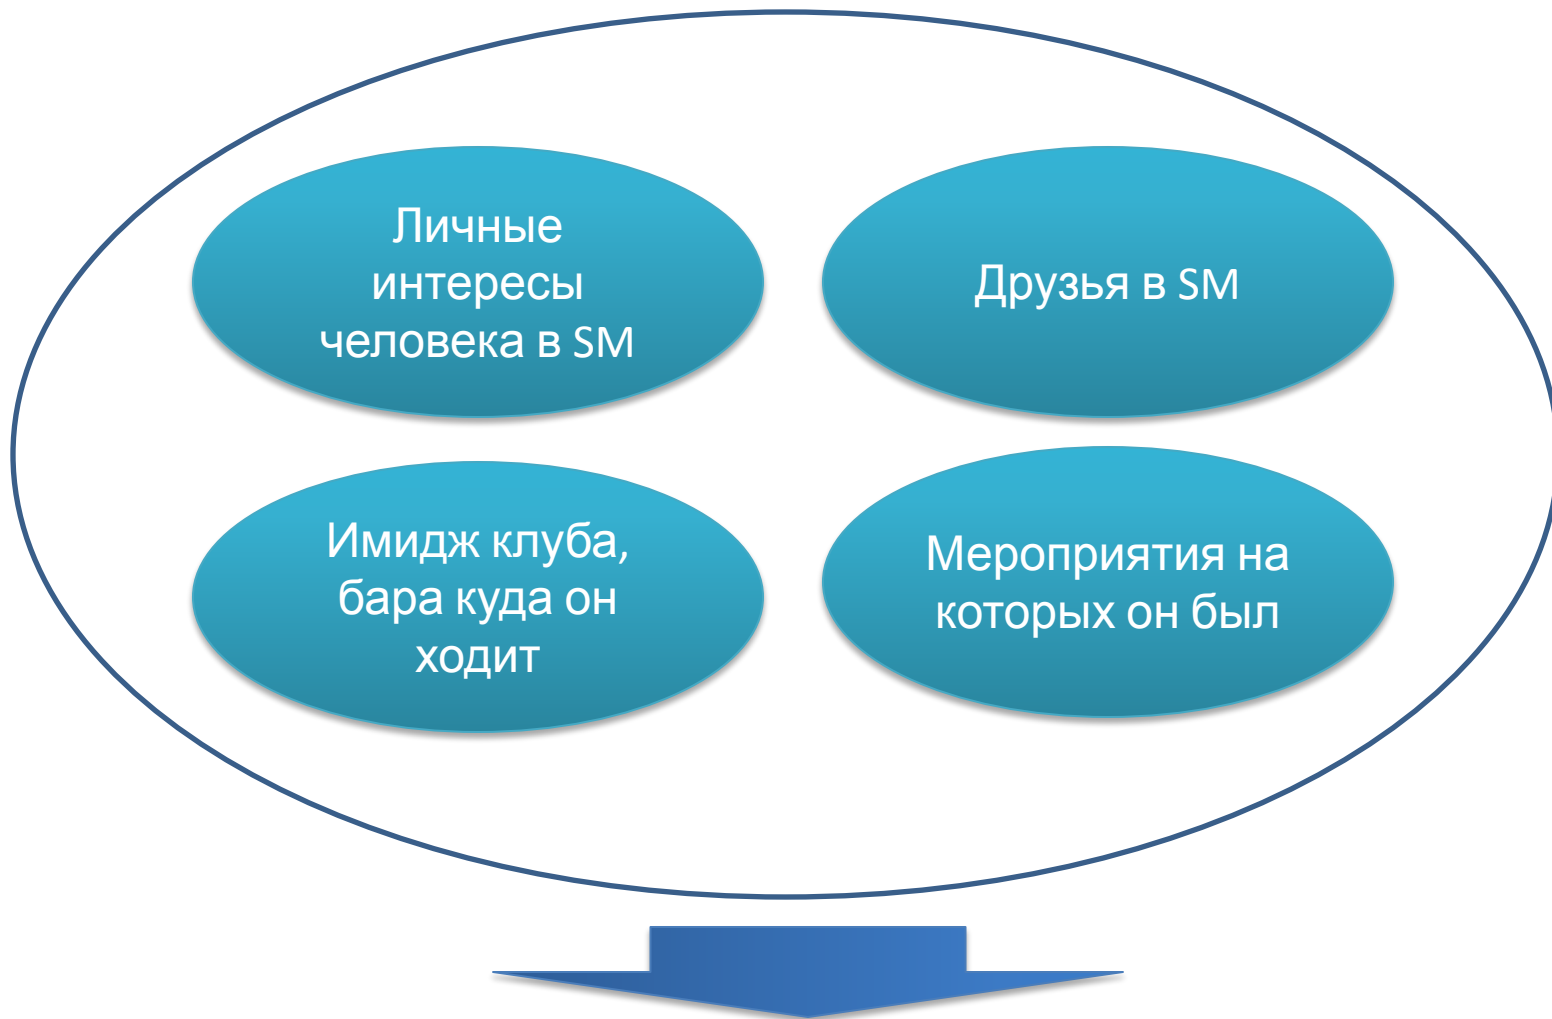 Личные
интересы
человека в SM
Друзья в SM
Имидж клуба,
бара куда он
ходит
Мероприятия на
которых он был